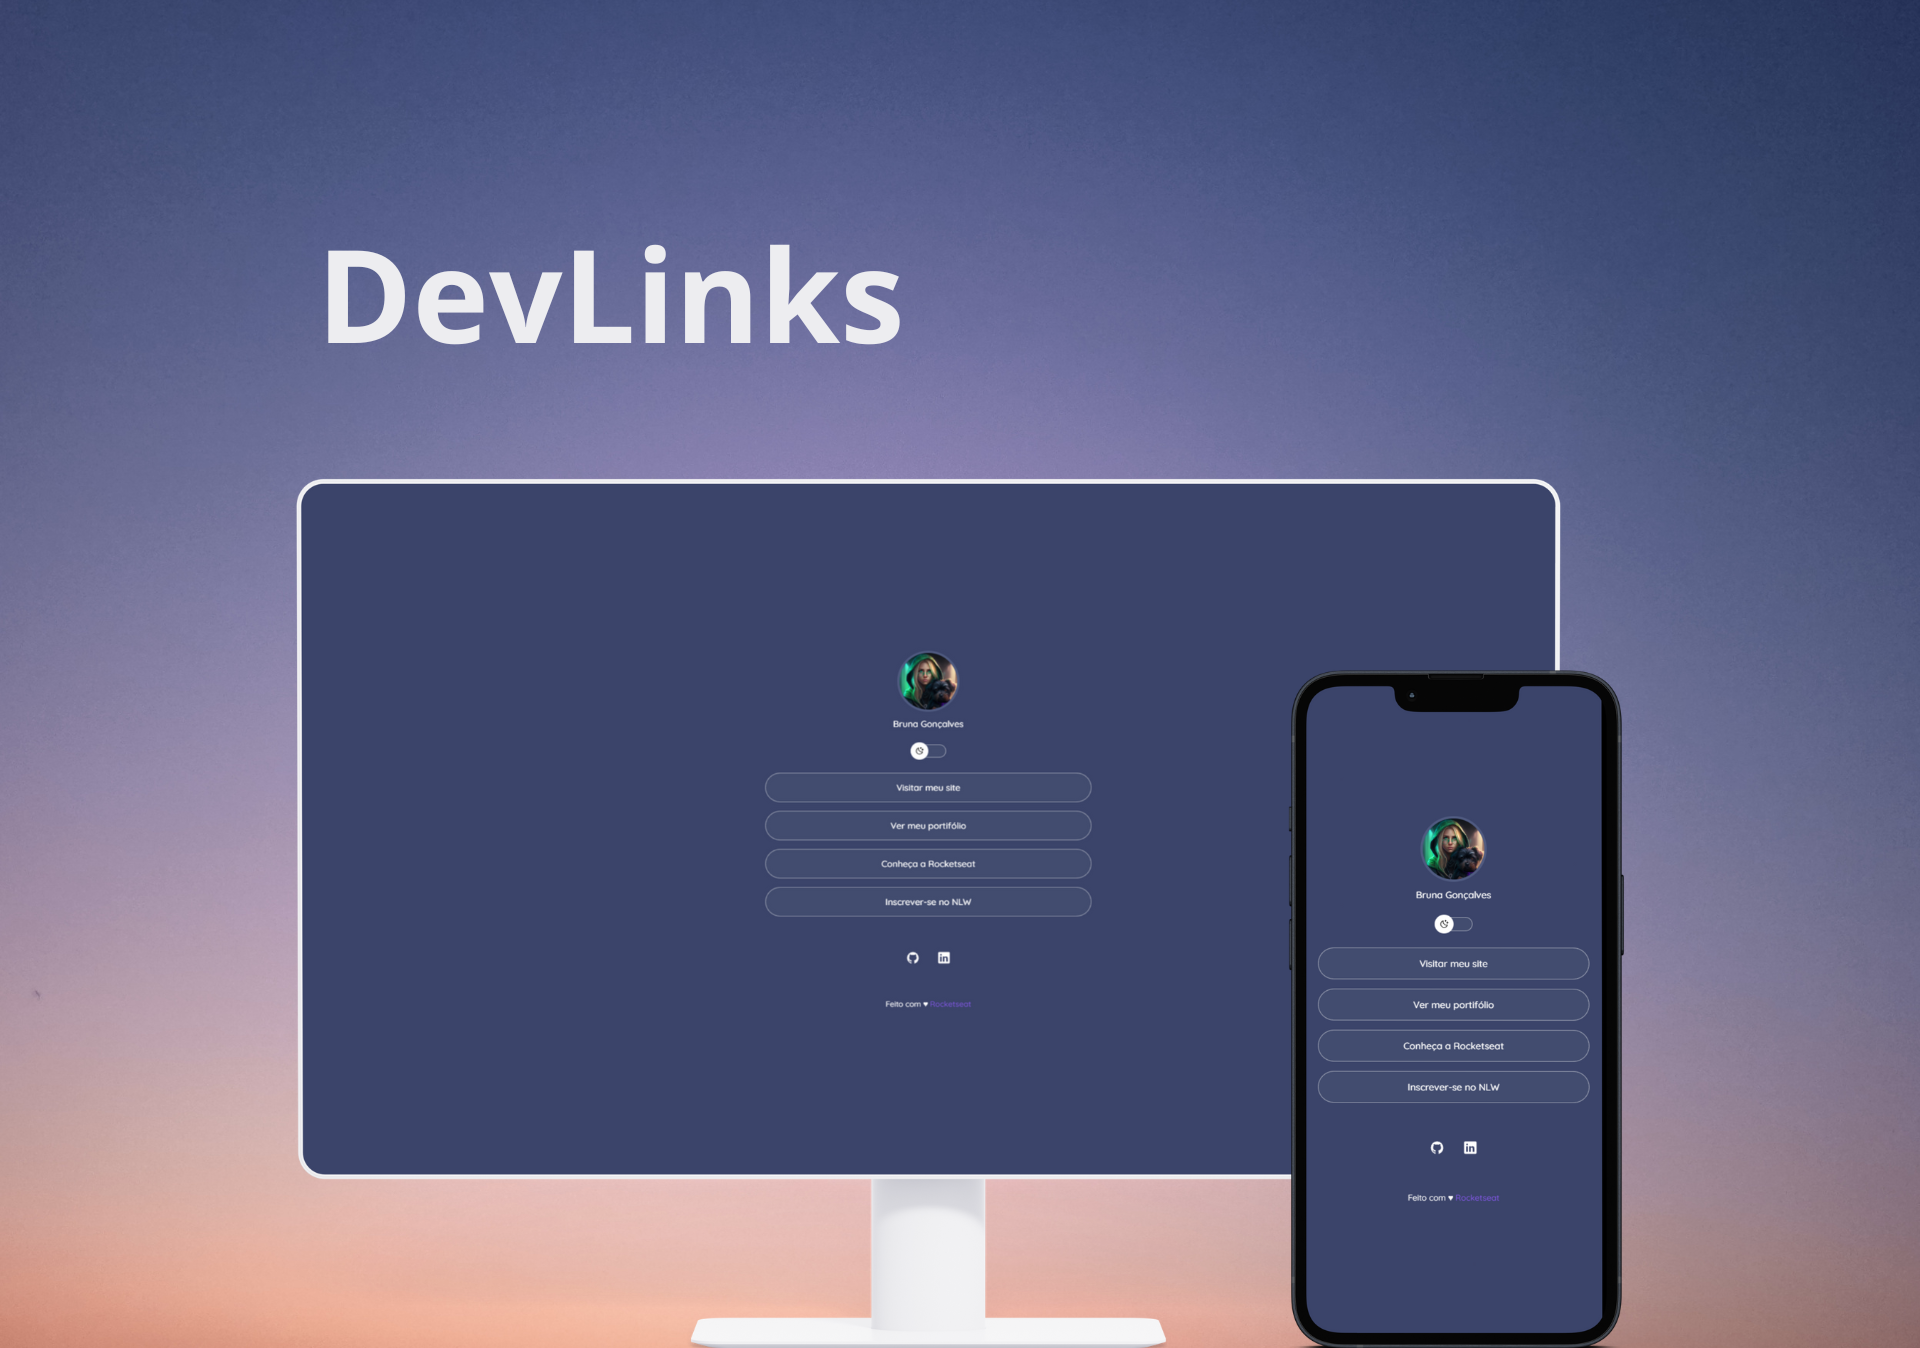 DevLinks
Bruna Gonçalves
Visitar meu site
Ver meu portifólio
Conheça a Rocketseat
Inscrever-se no NLW
Feito com ♥ Rocketseat
Bruna Gonçalves
Visitar meu site
Ver meu portifólio
Conheça a Rocketseat
Inscrever-se no NLW
Feito com ♥ Rocketseat